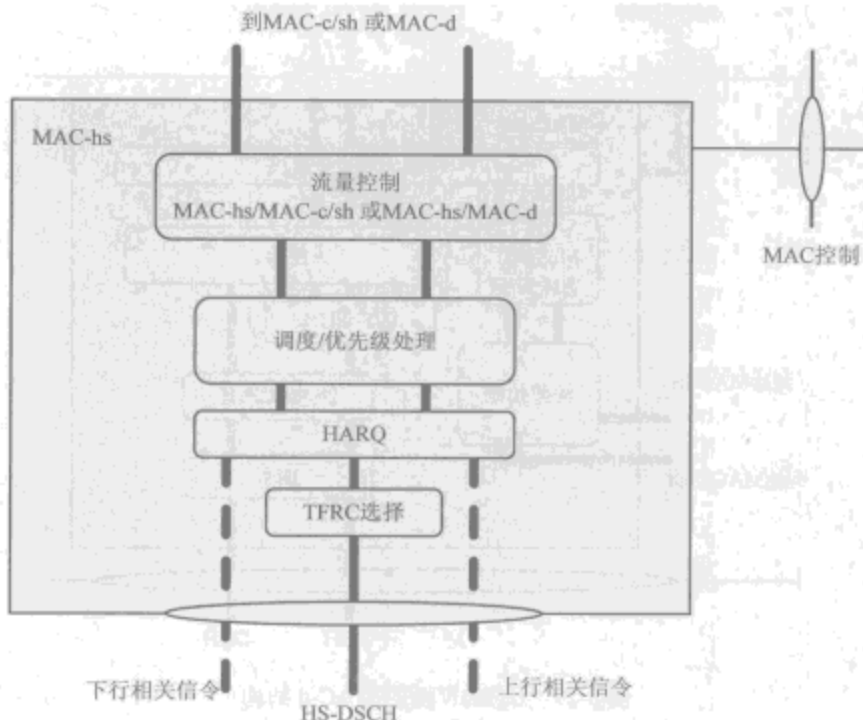 到MAC-c/sh 或MAC-d
MAC-hs
流量控制
MAC-hs/MAC-c/sh 或MAC-hs/MAC-d
MAC控制
调度/优先级处理
HARQ
TFRC选择
下行相关信令
上行相关信令
HS-DSCH